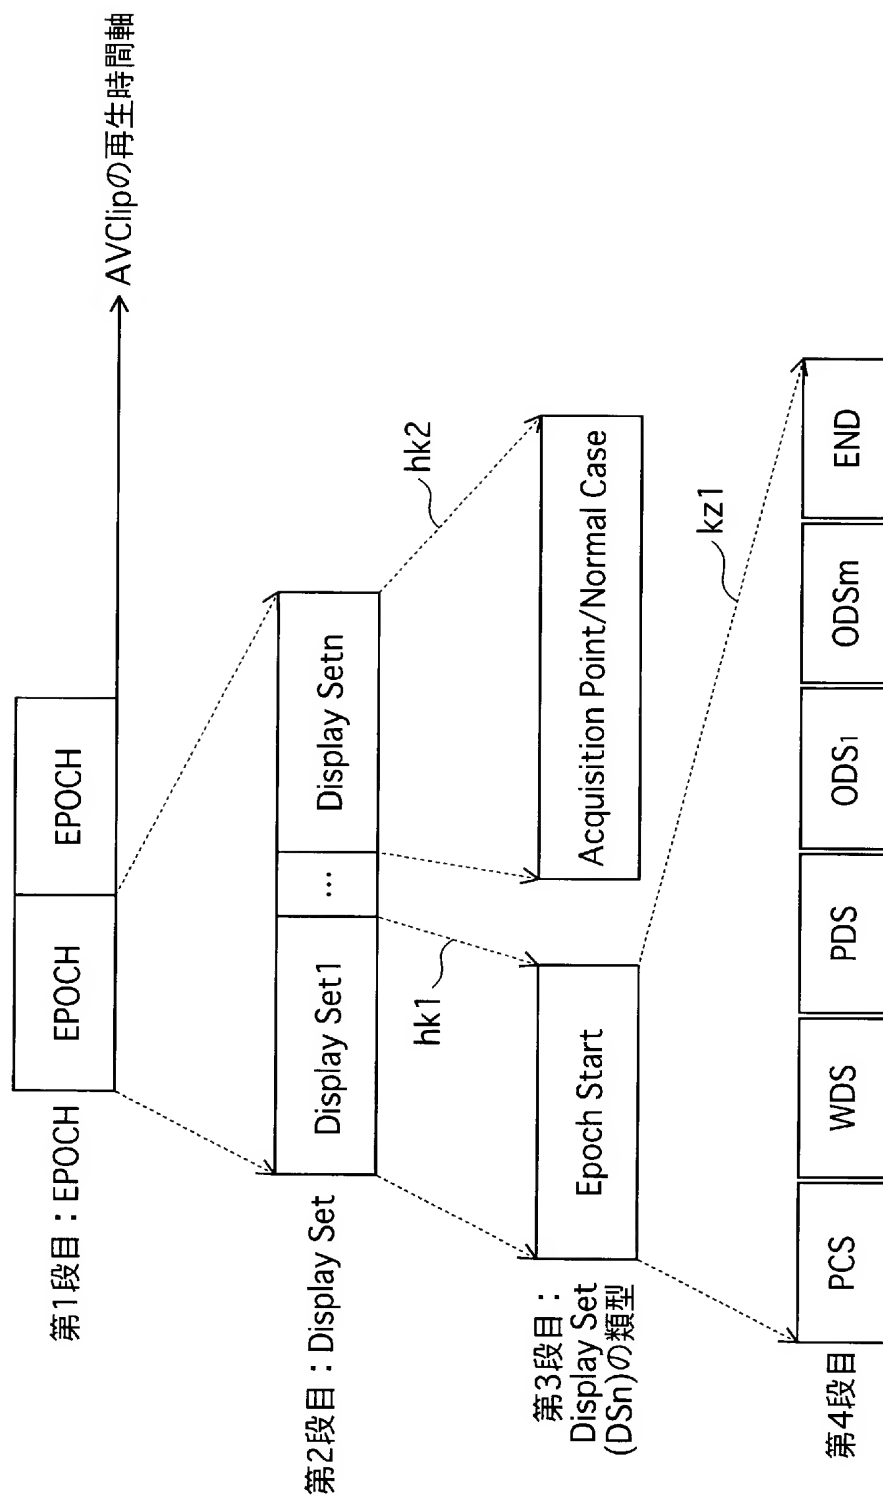 第1段目：EPOCH
EPOCH
EPOCH
AVClipの再生時間軸
第2段目：Display Set
Display Set1
…
Display Setn
hk1
hk2
第3段目：
Display Set
(DSn)の類型
Epoch Start
Acquisition Point/Normal Case
kz1
第4段目
PCS
WDS
PDS
ODS1
ODSm
END